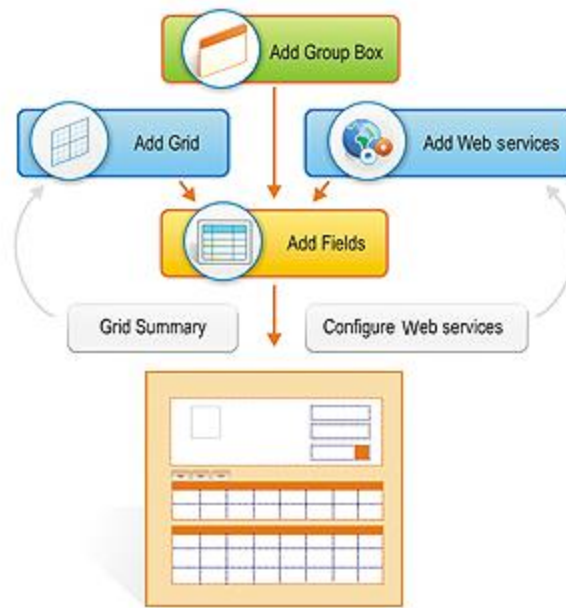 Add Group Box
Add Grid
Add Web services
Add Fields
Grid Summary
Configure Web services